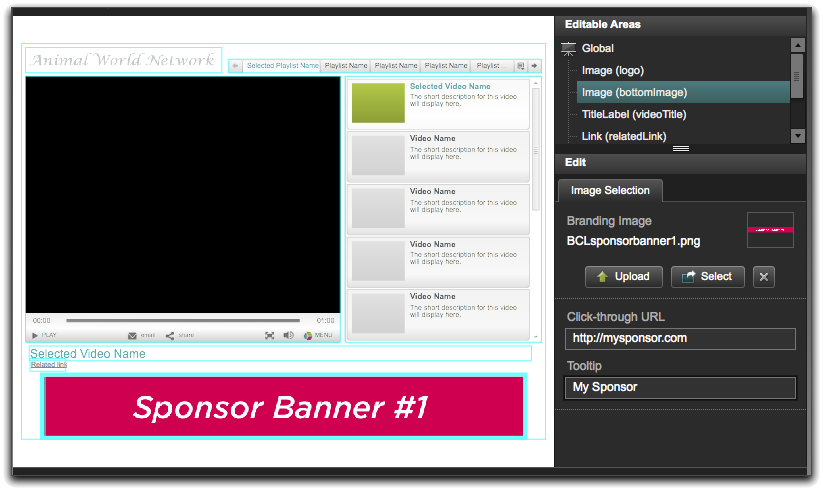 Animal World Network
Selected Playlist Name
Playlist Name
Playlist Name
Playlist Name
Playlist
Selected Video Name
The short description for this video
will display here.
Video Name
The short description for this video
will display here.
Video Name
The short description for this video
will display here.
Video Name
The short description for this video
will display here.
Video Name
The short description for this video
will display here.
00:00
01:00
PLAY
email
share
MENU
Selected Video Name
Related link
Sponsor Banner #1
Editable Areas
Global
Image (logo)
Image (bottomImage)
TitleLabel (videoTitle)
Link (relatedLink)
Edit
Image Selection
Branding Image
BCLsponsorbanner1.png
Upload
Select
Click-through URL
http://mysponsor.com
Tooltip
My Sponsor